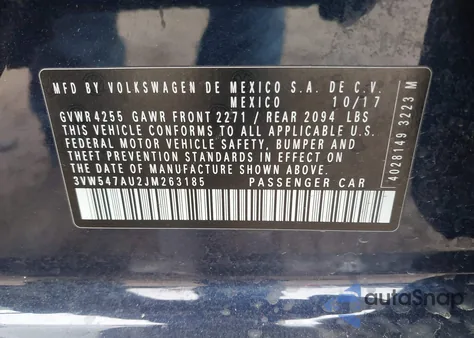 MFD BY VOLKSWAGEN DE MEXICO S.A. DE C.V.
MEXICO 10/17
GVWR4255 GAWR FRONT 2271 / REAR 2094 LBS
THIS VEHICLE CONFORMS TO ALL APPLICABLE U.S.
FEDERAL MOTOR VEHICLE SAFETY, BUMPER AND
THEFT PREVENTION STANDARDS IN EFFECT ON
THE DATE OF MANUFACTURE SHOWN ABOVE.
3VW547AU2JM263185 PASSENGER CAR
4028149 3223 M
autoSnap